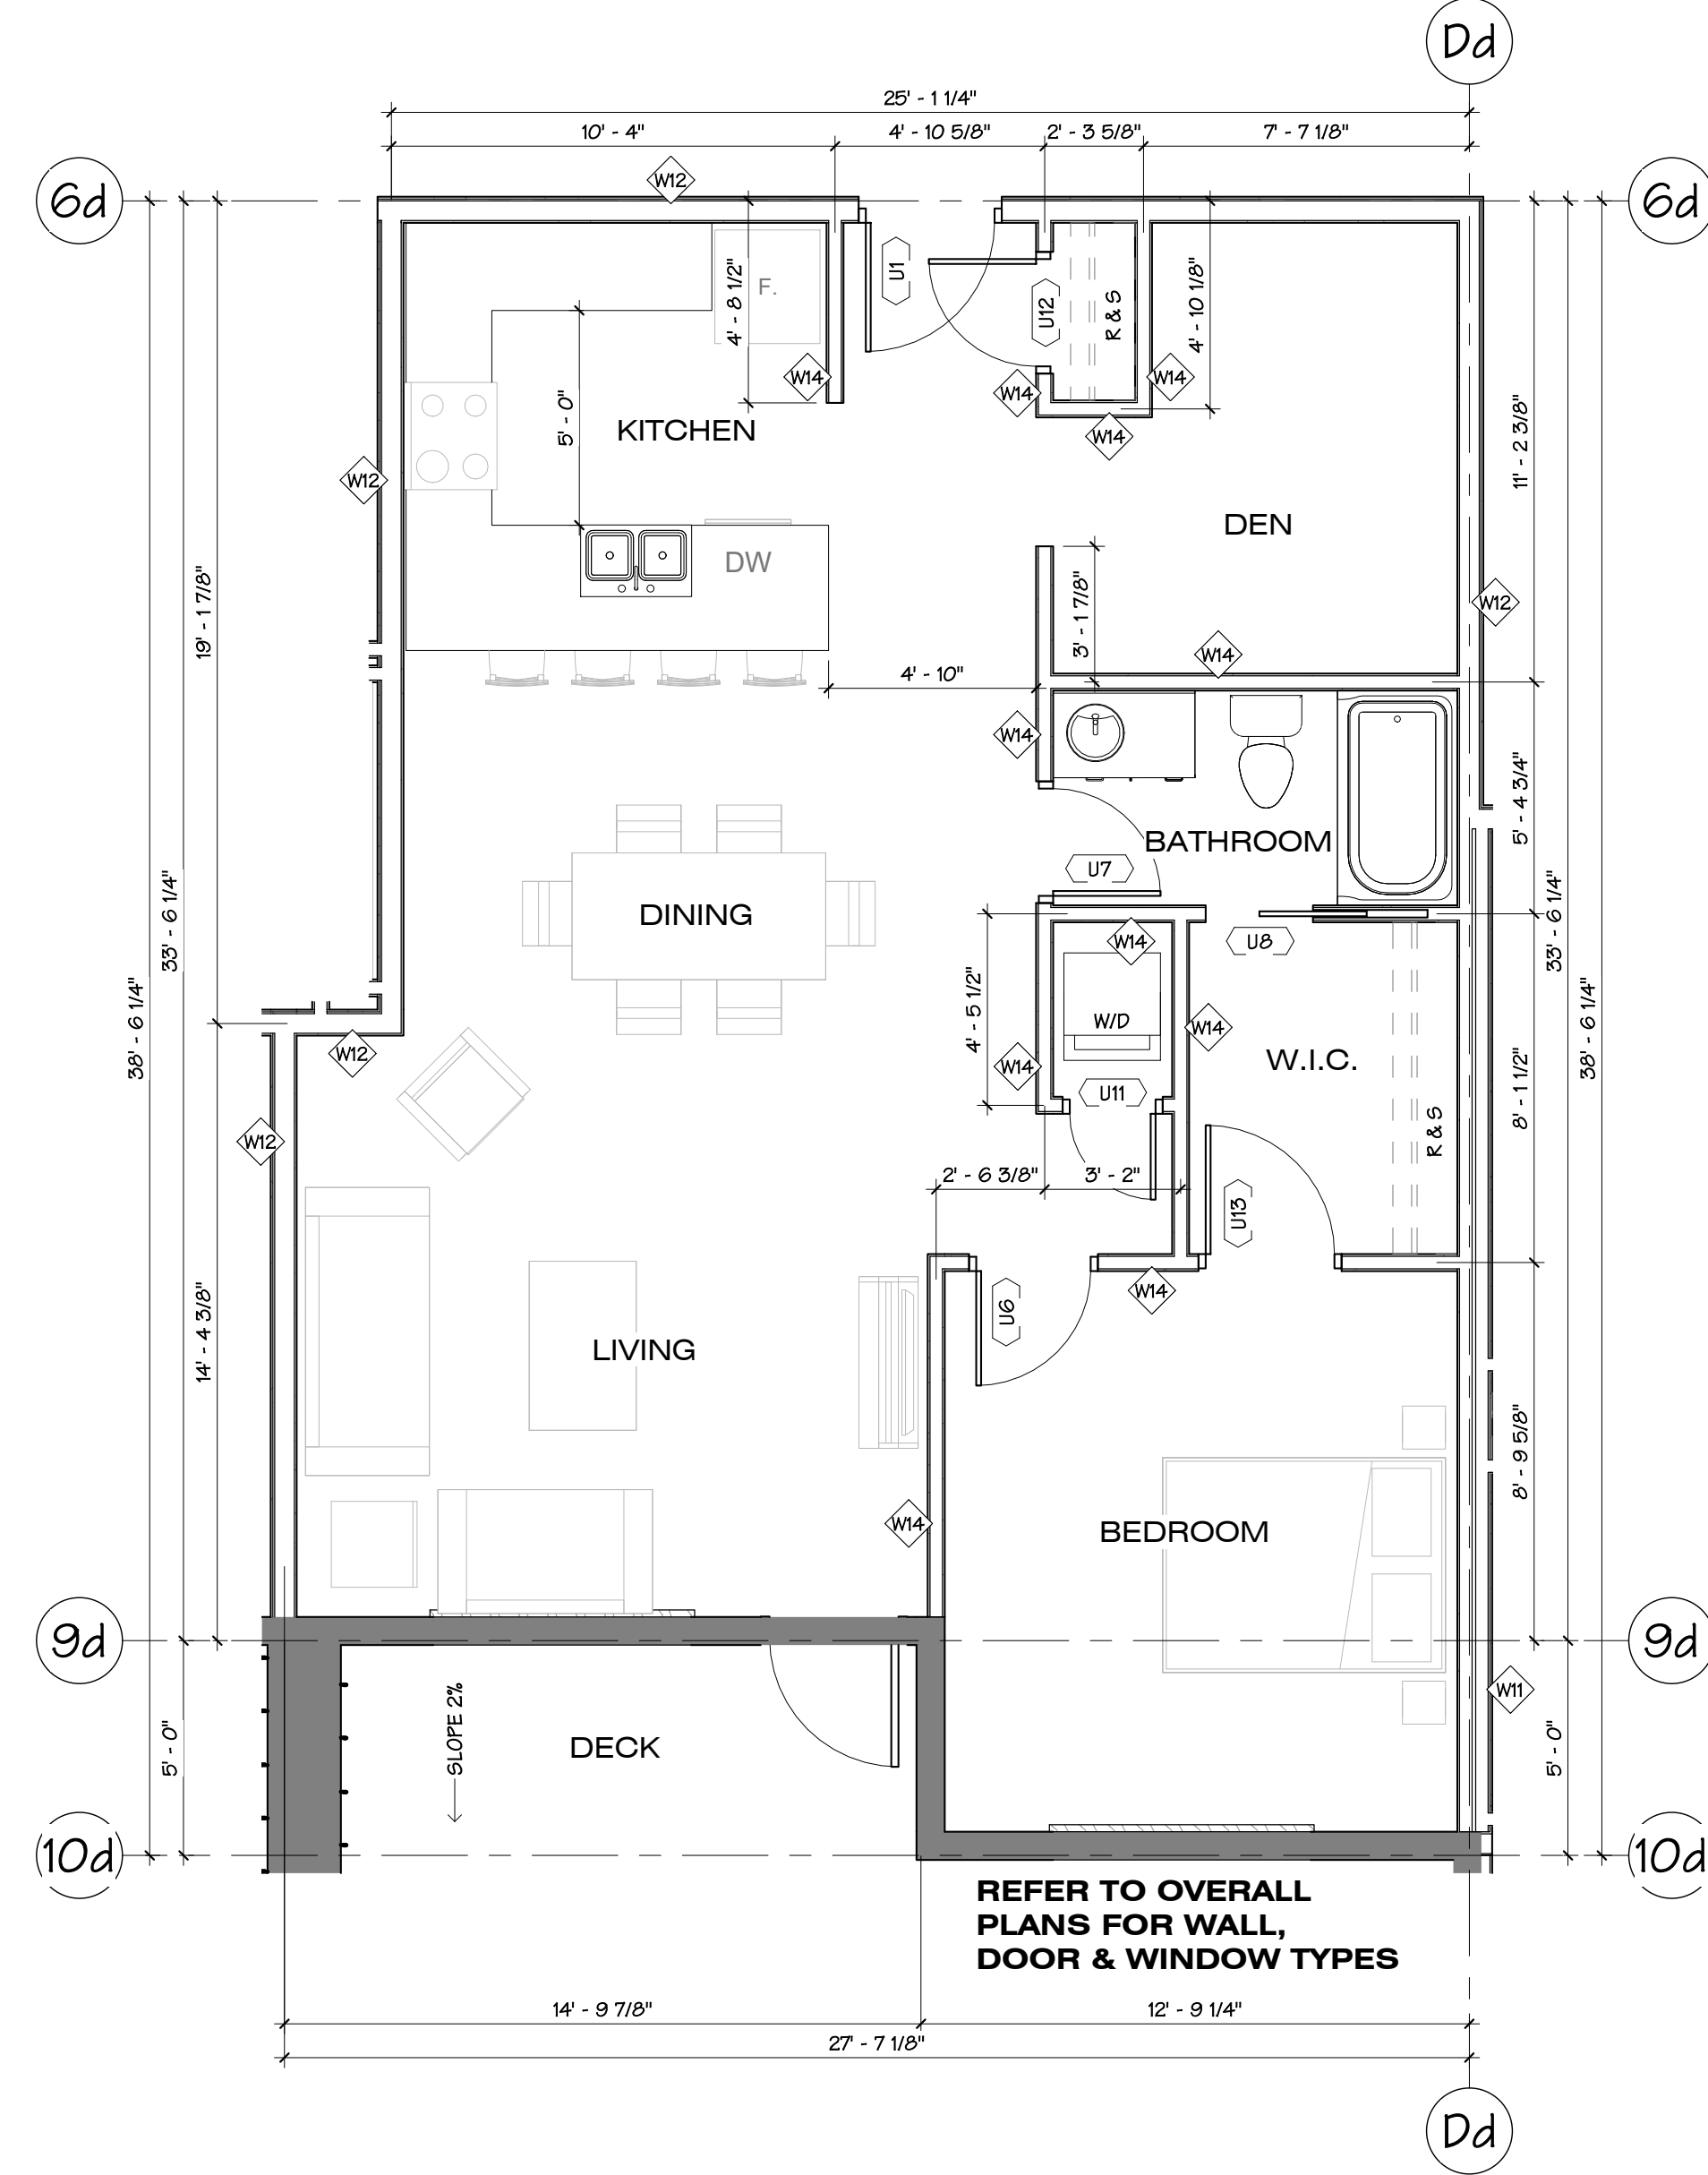 Dd
25' - 1 1/4"
10' - 4"
4' - 10 5/8"
2' - 3 5/8"
7' - 7 1/8"
W12
6d
6d
U1
F.
4' - 8 1/2"
U12
R & S
4' - 10 1/8"
W14
W14
W14
W14
5' - 0"
KITCHEN
11' - 2 3/8"
W12
DEN
DW
19' - 1 7/8"
3' - 1 7/8"
W12
W14
4' - 10"
W14
5' - 4 3/4"
BATHROOM
U7
DINING
33' - 6 1/4"
33' - 6 1/4"
W14
U8
38' - 6 1/4"
38' - 6 1/4"
4' - 5 1/2"
W/D
W14
W12
W14
W.I.C.
U11
8' - 1 1/2"
R & S
W12
2' - 6 3/8"
3' - 2"
U13
W14
U6
14' - 4 3/8"
LIVING
8' - 9 5/8"
W14
BEDROOM
9d
9d
W11
SLOPE 2%
5' - 0"
DECK
5' - 0"
10d
10d
REFER TO OVERALL
PLANS FOR WALL,
DOOR & WINDOW TYPES
14' - 9 7/8"
12' - 9 1/4"
27' - 7 1/8"
Dd